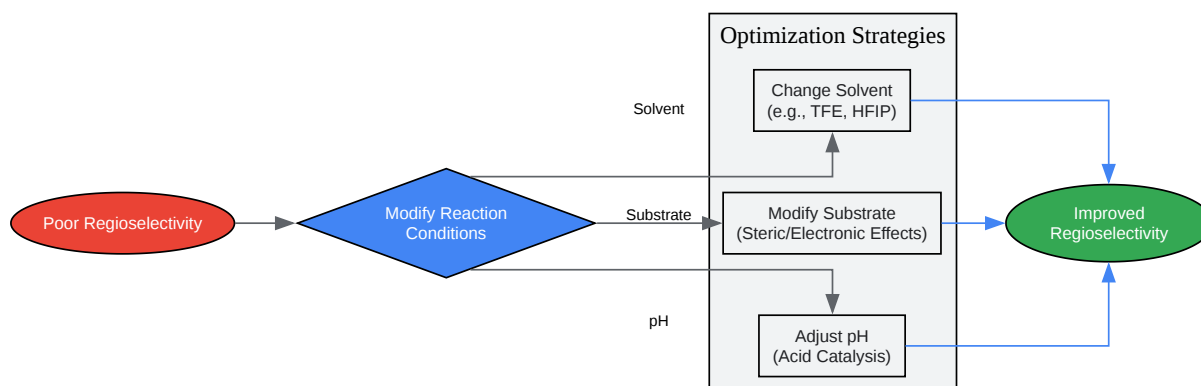 Optimization Strategies
Change Solvent
(e.g., TFE, HFIP)
Solvent
Poor Regioselectivity
Modify Reaction
Conditions
Substrate
Modify Substrate
(Steric/Electronic Effects)
Improved
Regioselectivity
pH
Adjust pH
(Acid Catalysis)